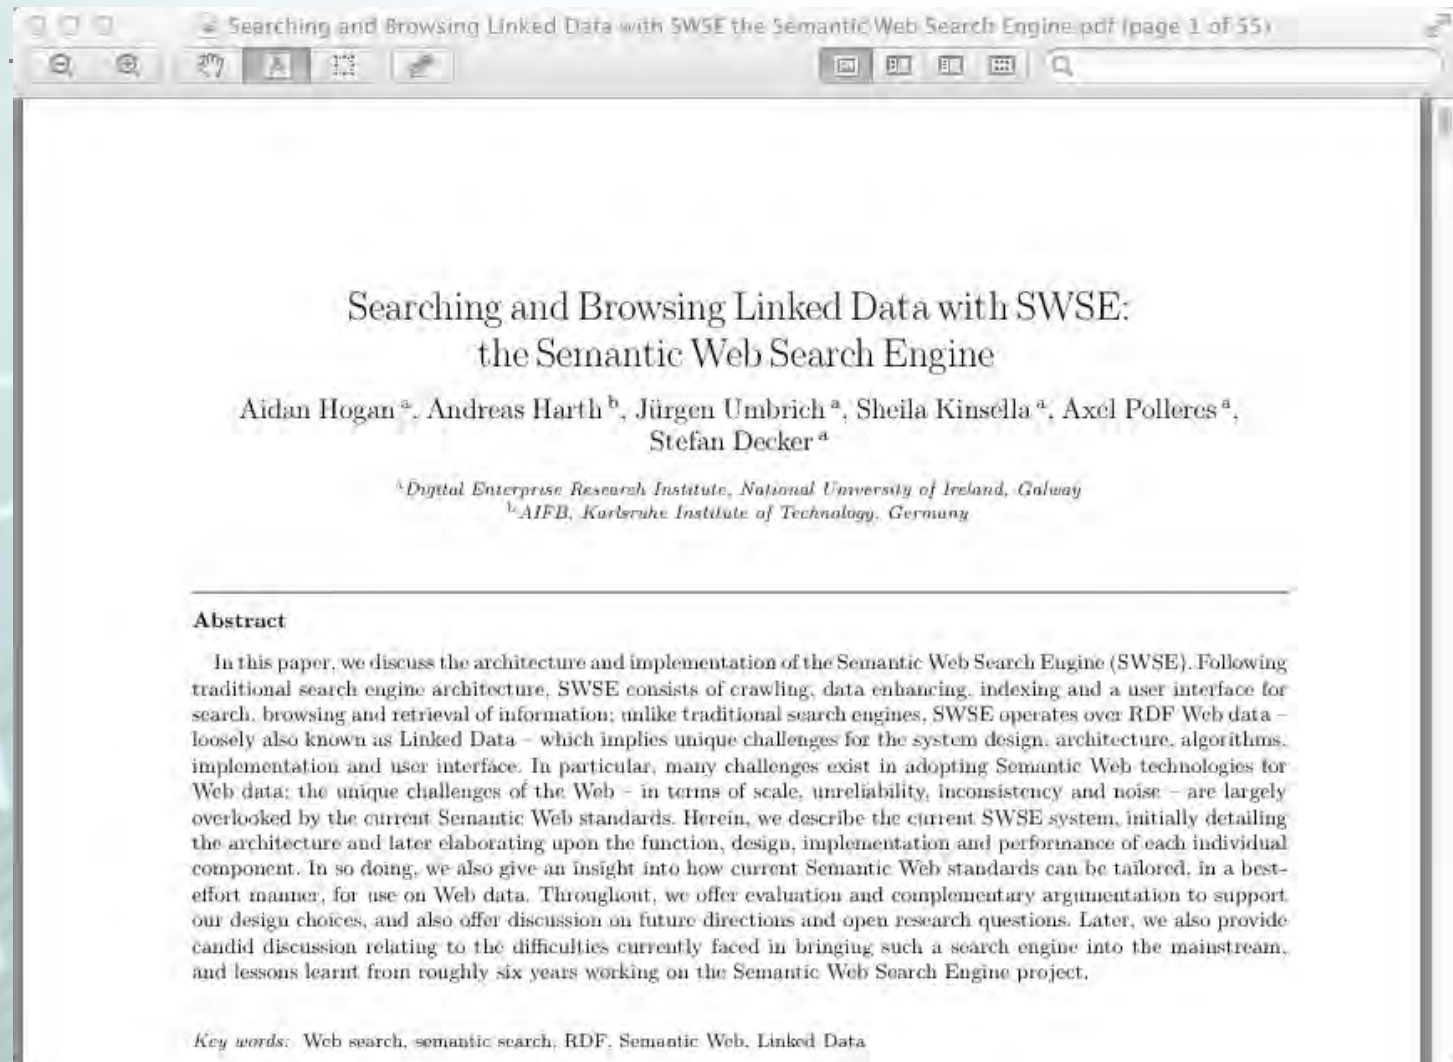 Searching and Browsing Linked Data with SWSE the Semantic Web Search Engine.pdf (page 1 of 55)
Searching and Browsing Linked Data with SWSE:
the Semantic Web Search Engine
Aidan Hogan a, Andreas Harth b, Jürgen Umbrich a, Sheila Kinsella a, Axel Polleres a,
Stefan Decker a
a Digital Enterprise Research Institute, National University of Ireland, Galway
b AIFB, Karlsruhe Institute of Technology, Germany
Abstract
In this paper, we discuss the architecture and implementation of the Semantic Web Search Engine (SWSE). Following
traditional search engine architecture, SWSE consists of crawling, data enhancing, indexing and a user interface for
search, browsing and retrieval of information; unlike traditional search engines, SWSE operates over RDF Web data –
loosely also known as Linked Data – which implies unique challenges for the system design, architecture, algorithms,
implementation and user interface. In particular, many challenges exist in adopting Semantic Web technologies for
Web data: the unique challenges of the Web – in terms of scale, unreliability, inconsistency and noise – are largely
overlooked by the current Semantic Web standards. Herein, we describe the current SWSE system, initially detailing
the architecture and later elaborating upon the function, design, implementation and performance of each individual
component. In so doing, we also give an insight into how current Semantic Web standards can be tailored, in a best-
effort manner, for use on Web data. Throughout, we offer evaluation and complementary argumentation to support
our design choices, and also offer discussion on future directions and open research questions. Later, we also provide
candid discussion relating to the difficulties currently faced in bringing such a search engine into the mainstream,
and lessons learnt from roughly six years working on the Semantic Web Search Engine project.
Key words: Web search, semantic search, RDF, Semantic Web, Linked Data